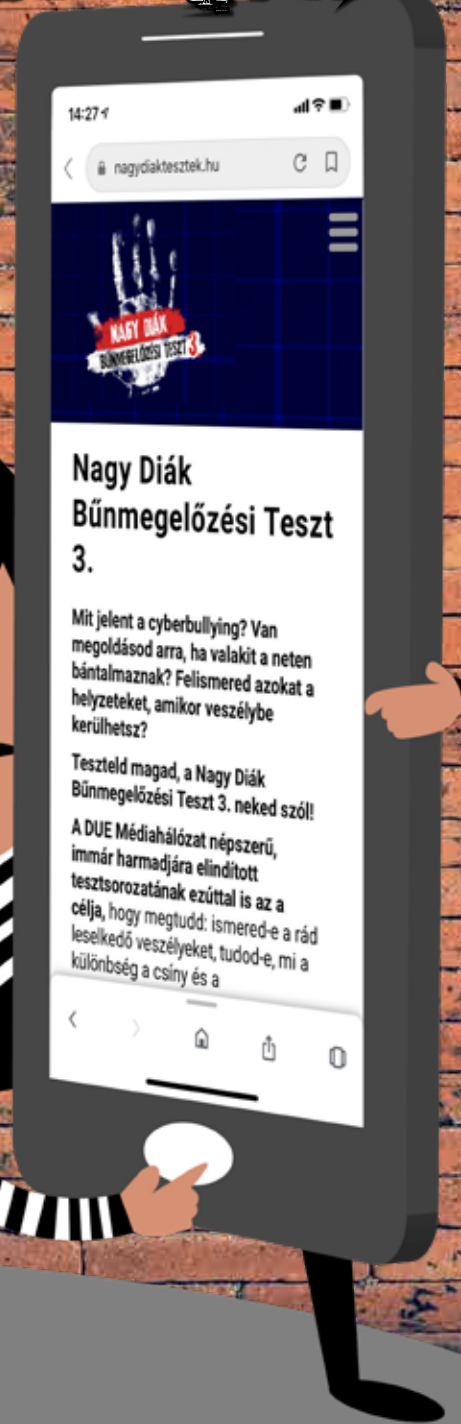 14:27
nagydiaktesztek.hu
NAGY DIÁK
BŰNMEGELŐZÉSI TESZT 3
Nagy Diák
Bűnmegelőzési Teszt
3.
Mit jelent a cyberbullying? Van
megoldásod arra, ha valakit a neten
bántalmaznak? Felismered azokat a
helyzeteket, amikor veszélybe
kerülhetsz?
Teszteld magad, a Nagy Diák
Bűnmegelőzési Teszt 3. neked szól!
A DUE Médiahálózat népszerű,
immár harmadjára elindított
tesztsorozatának ezúttal is az a
célja, hogy megtudd: ismered-e a rád
leselkedő veszélyeket, tudod-e, mi a
különbség a csíny és a